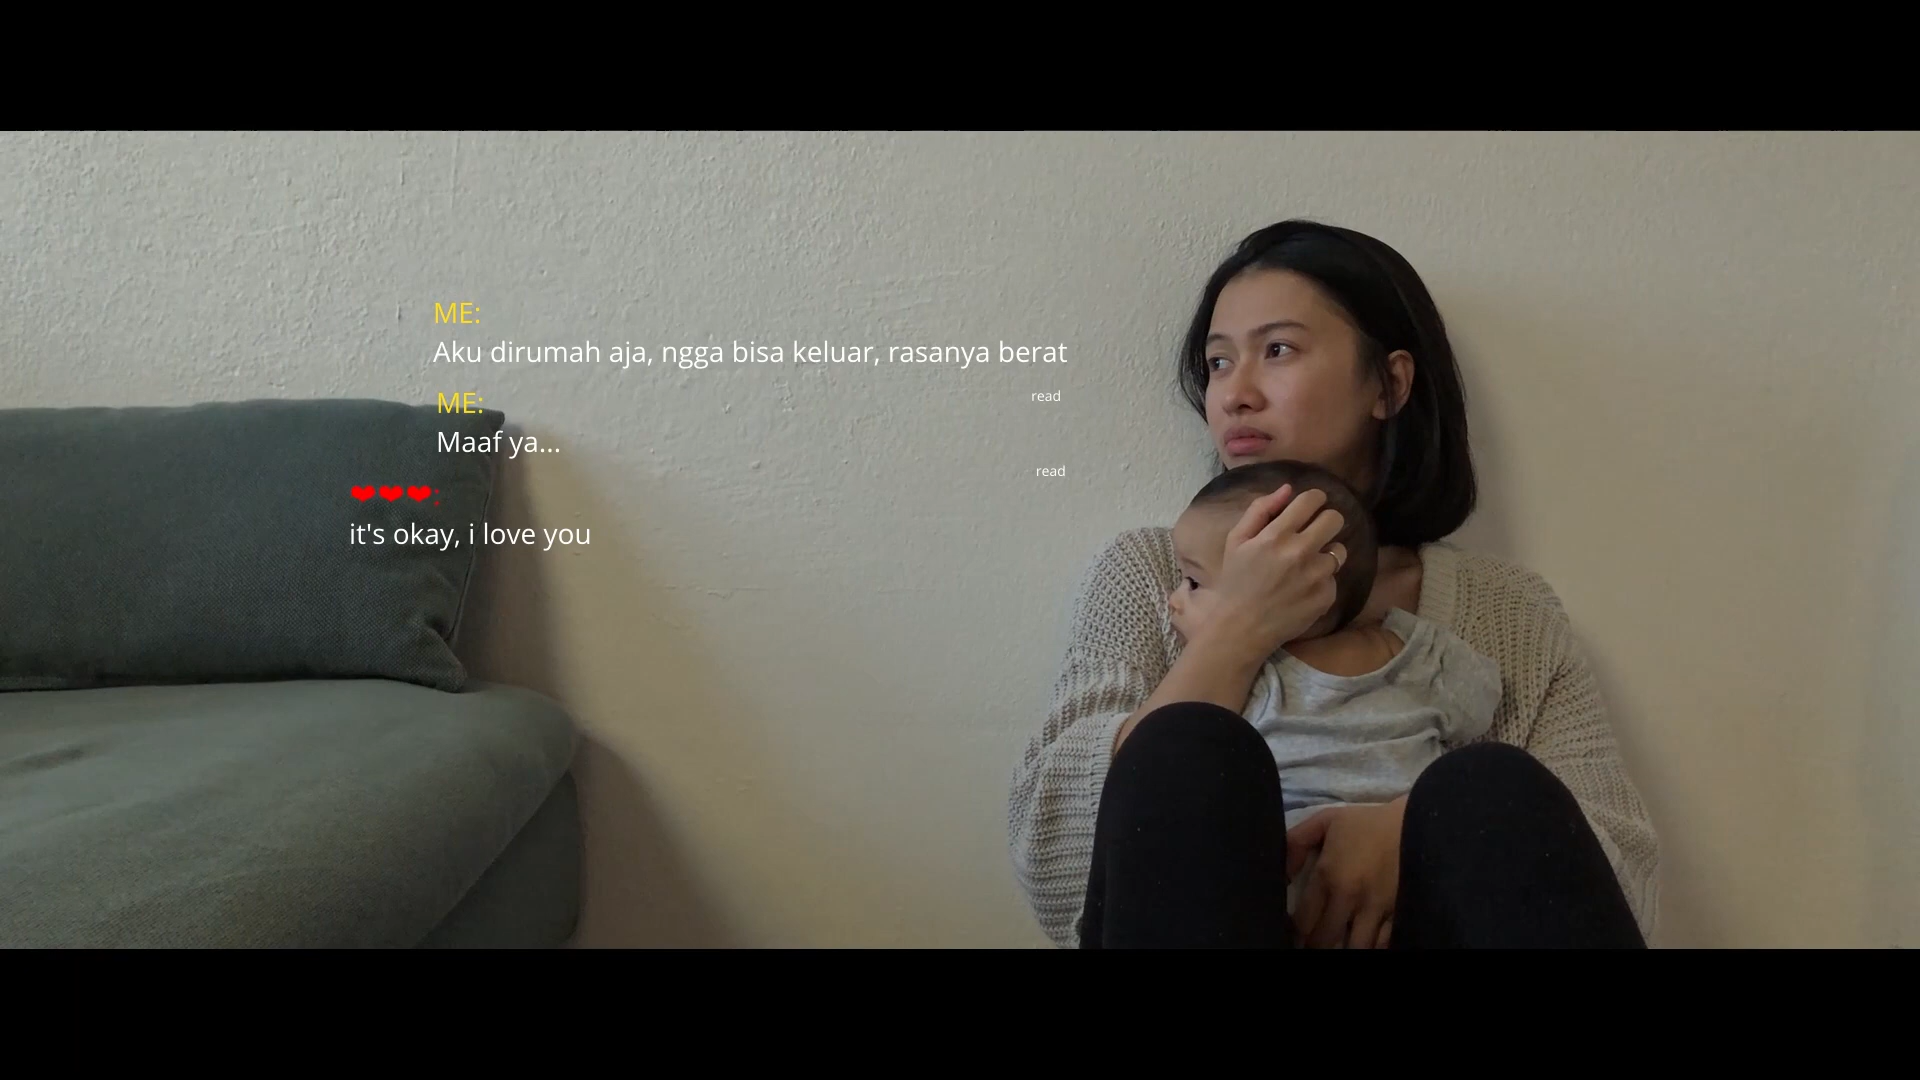 ME:
Aku dirumah aja, ngga bisa keluar, rasanya berat
read
ME:
Maaf ya...
read
❤❤❤:
it's okay, i love you